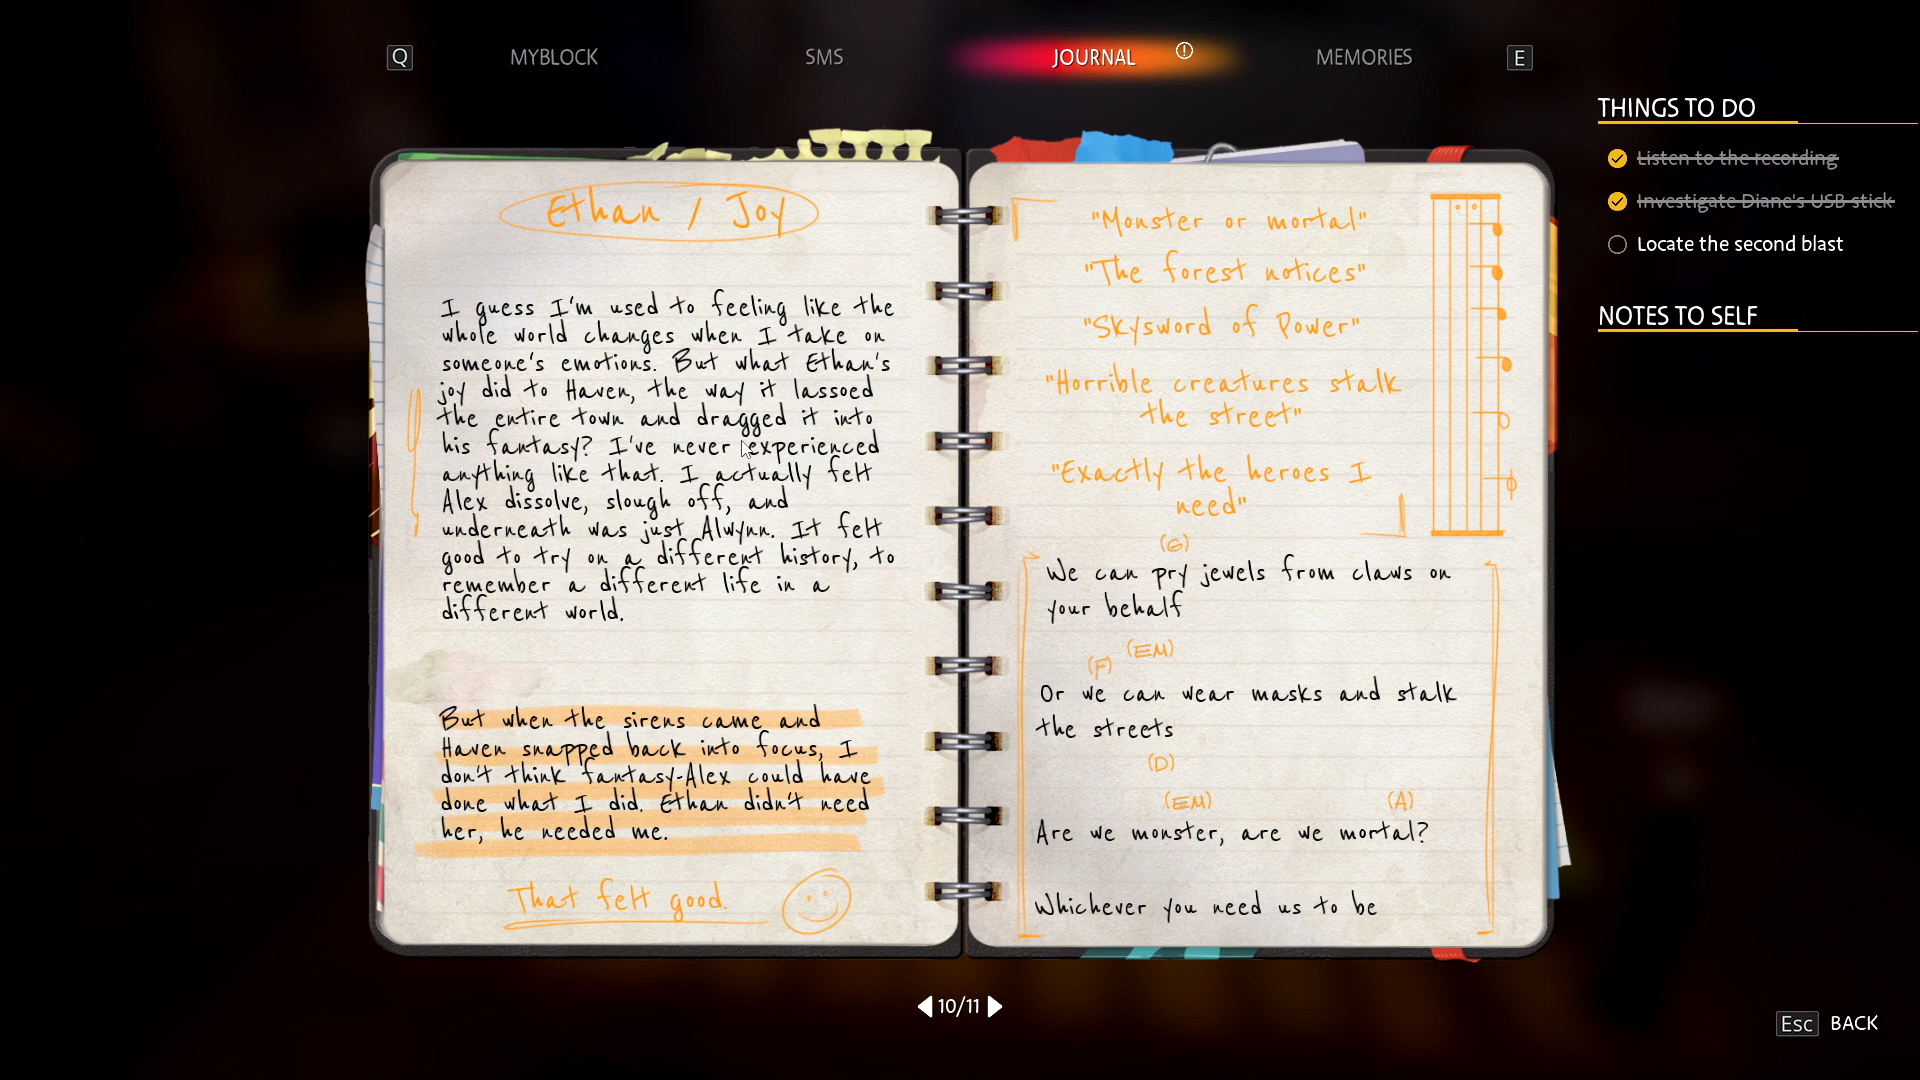 Q
MYBLOCK
SMS
JOURNAL
!
MEMORIES
E
Ethan / Joy
I guess I'm used to feeling like the
whole world changes when I take on
someone's emotions. But what Ethan's
joy did to Haven, the way it lassoed
the entire town and dragged it into
his fantasy? I've never experienced
anything like that. I actually felt
Alex dissolve, slough off, and
underneath was just Alwynn. It felt
good to try on a different history, to
remember a different life in a
different world.
But when the sirens came and
Haven snapped back into focus, I
don't think fantasy-Alex could have
done what I did. Ethan didn't need
her, he needed me.
That felt good.
"Monster or mortal"
"The forest notices"
"Skysword of Power"
"Horrible creatures stalk
the street"
"Exactly the heroes I
need"
(G)
We can pry jewels from claws on
your behalf
(EM)
(F)
Or we can wear masks and stalk
the streets
(D)
(EM) (A)
Are we monster, are we mortal?
Whichever you need us to be
THINGS TO DO
Listen to the recording
Investigate Diane's USB stick
Locate the second blast
NOTES TO SELF
10/11
Esc BACK